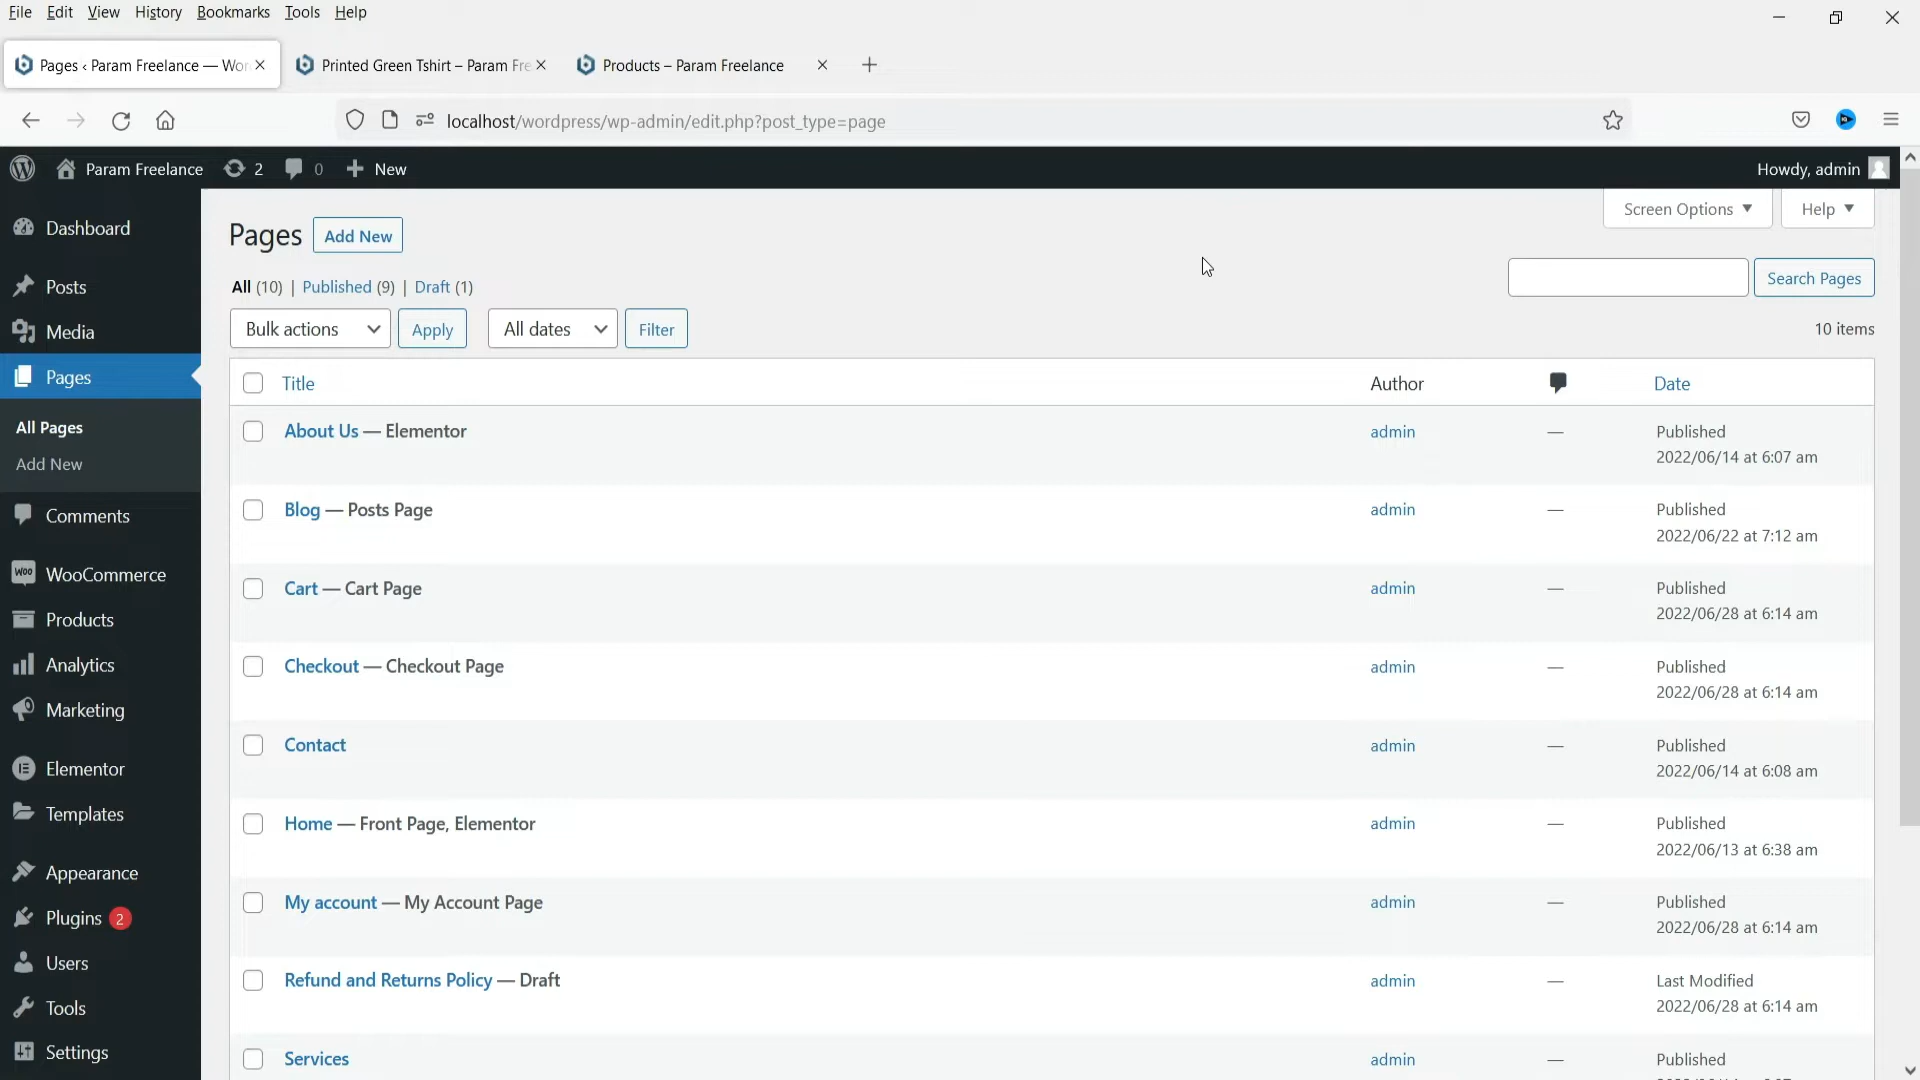 File Edit View History Bookmarks Tools Help
Pages ‹ Param Freelance — Wor
Printed Green Tshirt – Param Fre
Products – Param Freelance
localhost/wordpress/wp-admin/edit.php?post_type=page
Param Freelance 2 0 New
Howdy, admin
Dashboard
Posts
Media
Pages
All Pages
Add New
Comments
WooCommerce
Products
Analytics
Marketing
Elementor
Templates
Appearance
Plugins 2
Users
Tools
Settings
Screen Options Help
Pages Add New
All (10) | Published (9) | Draft (1)
Search Pages
Bulk actions Apply All dates Filter
10 items
Title Author Date
About Us — Elementor admin — Published
2022/06/14 at 6:07 am
Blog — Posts Page admin — Published
2022/06/22 at 7:12 am
Cart — Cart Page admin — Published
2022/06/28 at 6:14 am
Checkout — Checkout Page admin — Published
2022/06/28 at 6:14 am
Contact admin — Published
2022/06/14 at 6:08 am
Home — Front Page, Elementor admin — Published
2022/06/13 at 6:38 am
My account — My Account Page admin — Published
2022/06/28 at 6:14 am
Refund and Returns Policy — Draft admin — Last Modified
2022/06/28 at 6:14 am
Services admin — Published